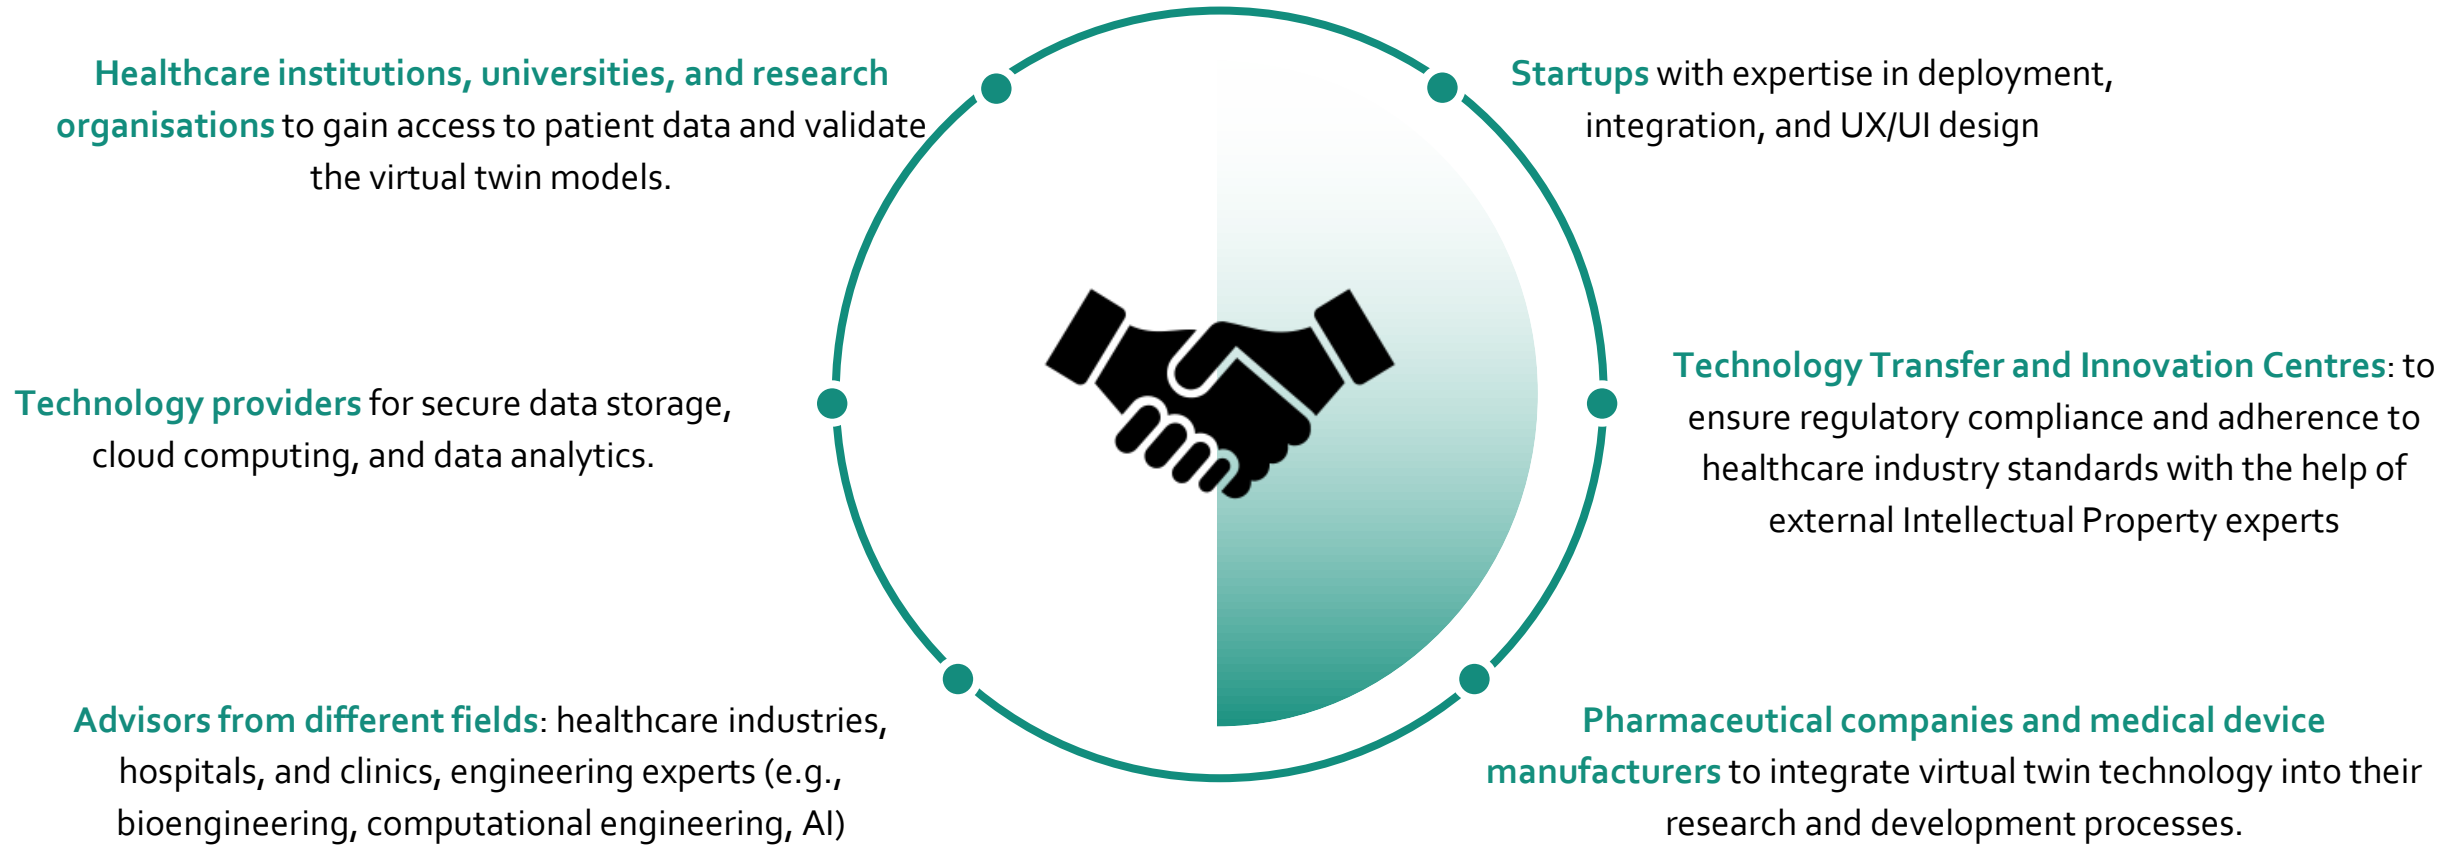 Healthcare institutions, universities, and research
organisations to gain access to patient data and validate
the virtual twin models.
Startups with expertise in deployment,
integration, and UX/UI design
Technology providers for secure data storage,
cloud computing, and data analytics.
Technology Transfer and Innovation Centres: to
ensure regulatory compliance and adherence to
healthcare industry standards with the help of
external Intellectual Property experts
Advisors from different fields: healthcare industries,
hospitals, and clinics, engineering experts (e.g.,
bioengineering, computational engineering, AI)
Pharmaceutical companies and medical device
manufacturers to integrate virtual twin technology into their
research and development processes.